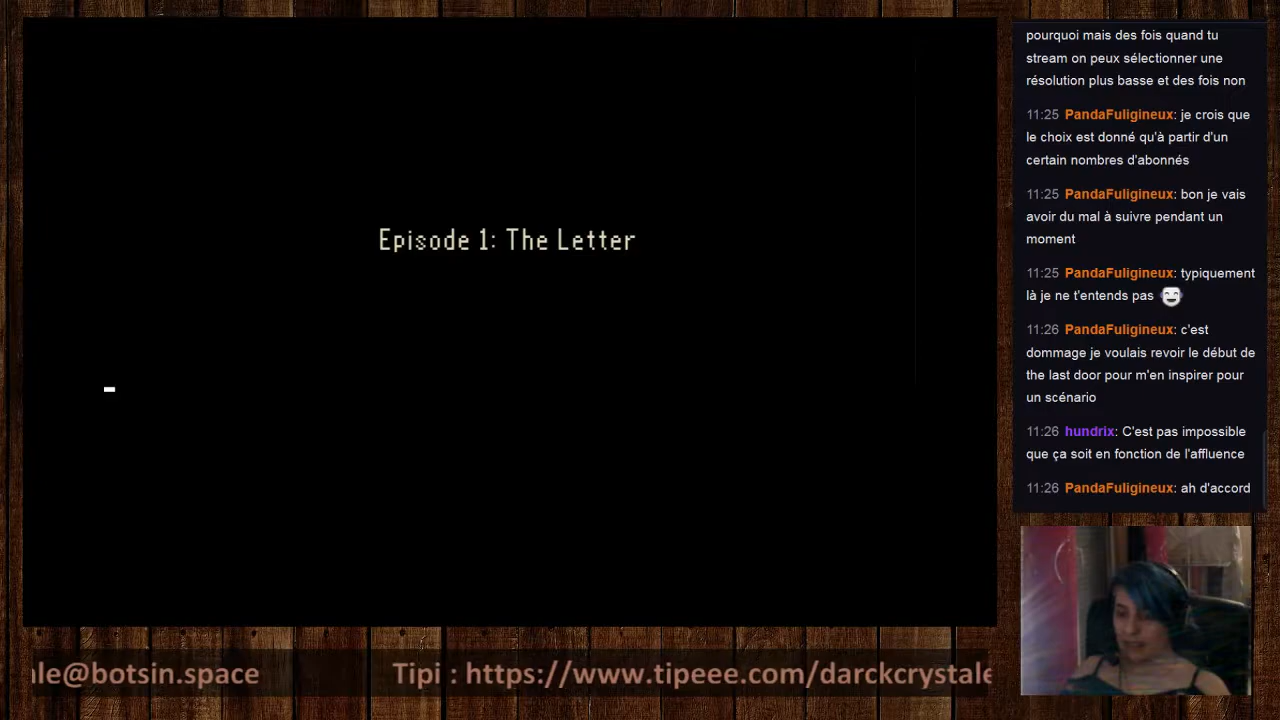 Episode 1: The Letter
pourquoi mais des fois quand tu
stream on peux sélectionner une
résolution plus basse et des fois non
11:25 PandaFuligineux: je crois que
le choix est donné qu'à partir d'un
certain nombres d'abonnés
11:25 PandaFuligineux: bon je vais
avoir du mal à suivre pendant un
moment
11:25 PandaFuligineux: typiquement
là je ne t'entends pas
11:26 PandaFuligineux: c'est
dommage je voulais revoir le début de
the last door pour m'en inspirer pour
un scénario
11:26 hundrix: C'est pas impossible
que ça soit en fonction de l'affluence
11:26 PandaFuligineux: ah d'accord
ale@botsin.space Tipi : https://www.tipeee.com/darckcrystale